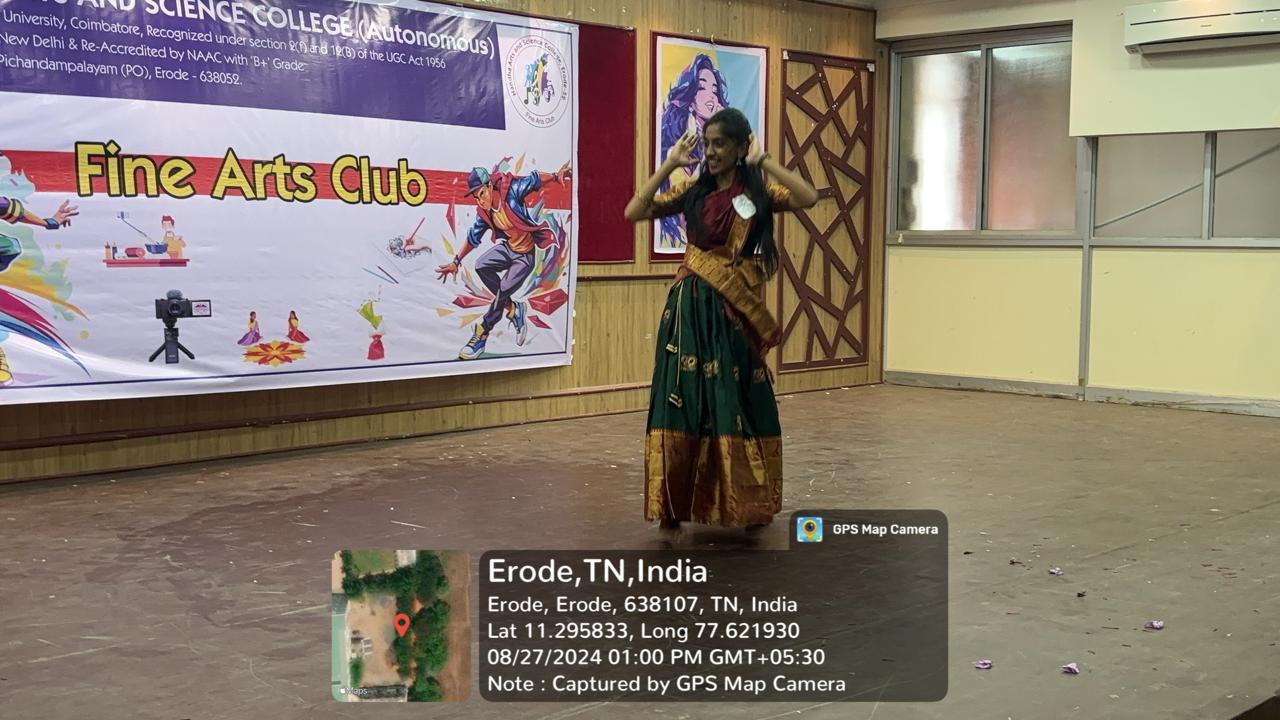 AND SCIENCE COLLEGE (Autonomous)
University, Coimbatore, Recognized under section 2(f) and 12(B) of the UGC Act 1956
New Delhi & Re-Accredited by NAAC with 'B+' Grade
Pichandampalayam (PO), Erode - 638052.
Fine Arts Club
Fine Arts Club
GPS Map Camera
Erode,TN,India
Erode, Erode, 638107, TN, India
Lat 11.295833, Long 77.621930
08/27/2024 01:00 PM GMT+05:30
Note : Captured by GPS Map Camera
Maps